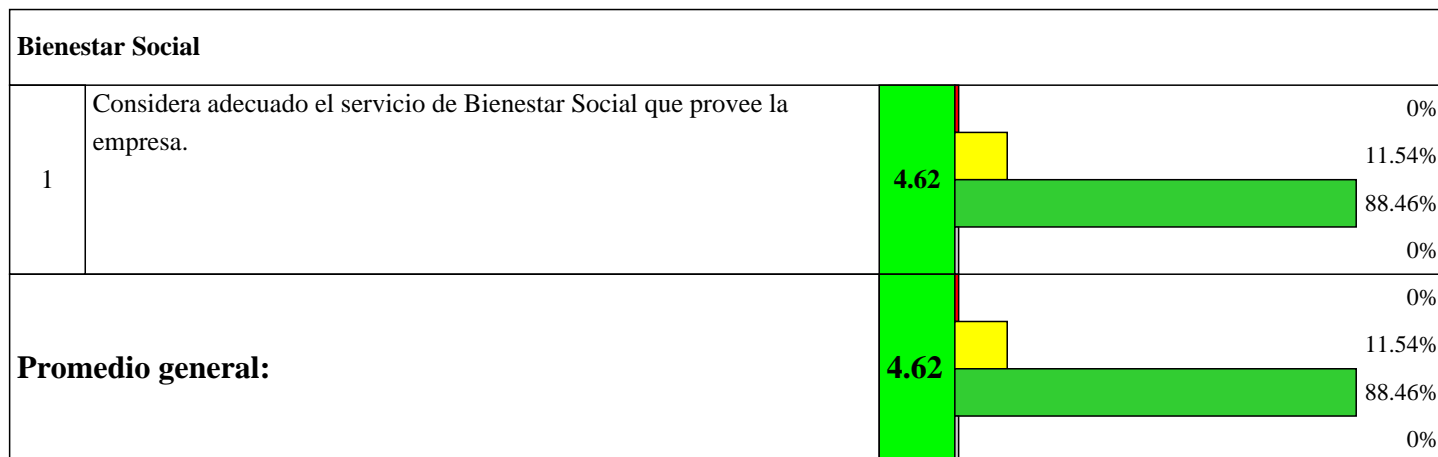 Bienestar Social
1
Considera adecuado el servicio de Bienestar Social que provee la
empresa.
4.62
0%
11.54%
88.46%
0%
Promedio general:
4.62
0%
11.54%
88.46%
0%